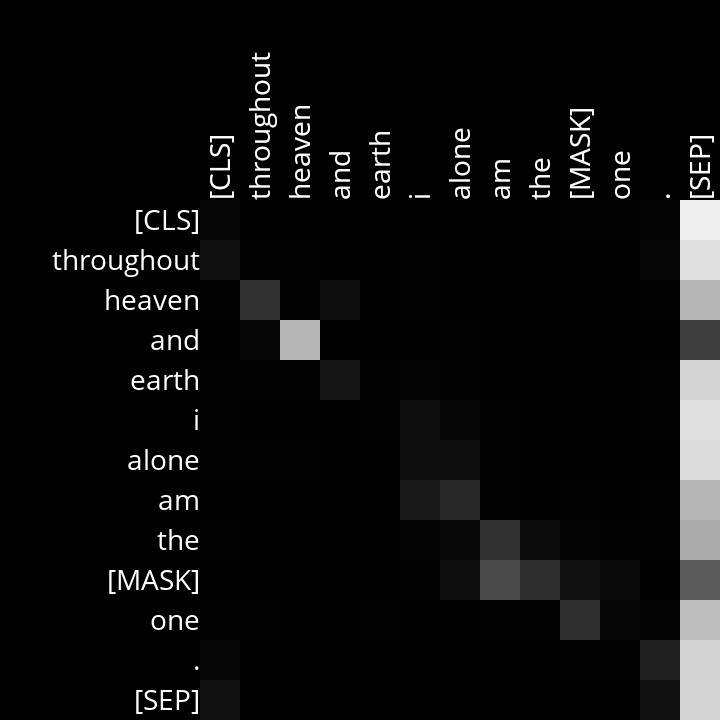 [CLS] throughout heaven and earth i alone am the [MASK] one . [SEP]
[CLS]
throughout
heaven
and
earth
i
alone
am
the
[MASK]
one
.
[SEP]